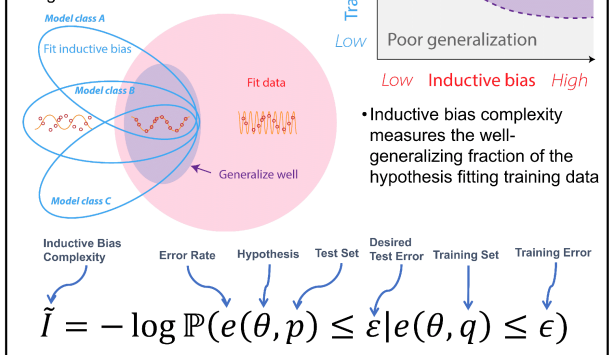 Model class A
Fit inductive bias
Model class B
Fit data
Generalize well
Model class C
Low
Poor generalization
Low Inductive bias High
•Inductive bias complexity
measures the well-
generalizing fraction of the
hypothesis fitting training data
Inductive Bias
Complexity
Error Rate
Hypothesis
Test Set
Desired
Test Error
Training Set
Training Error
Ĩ = − log ℙ(e(θ, p) ≤ ε|e(θ, q) ≤ ϵ)